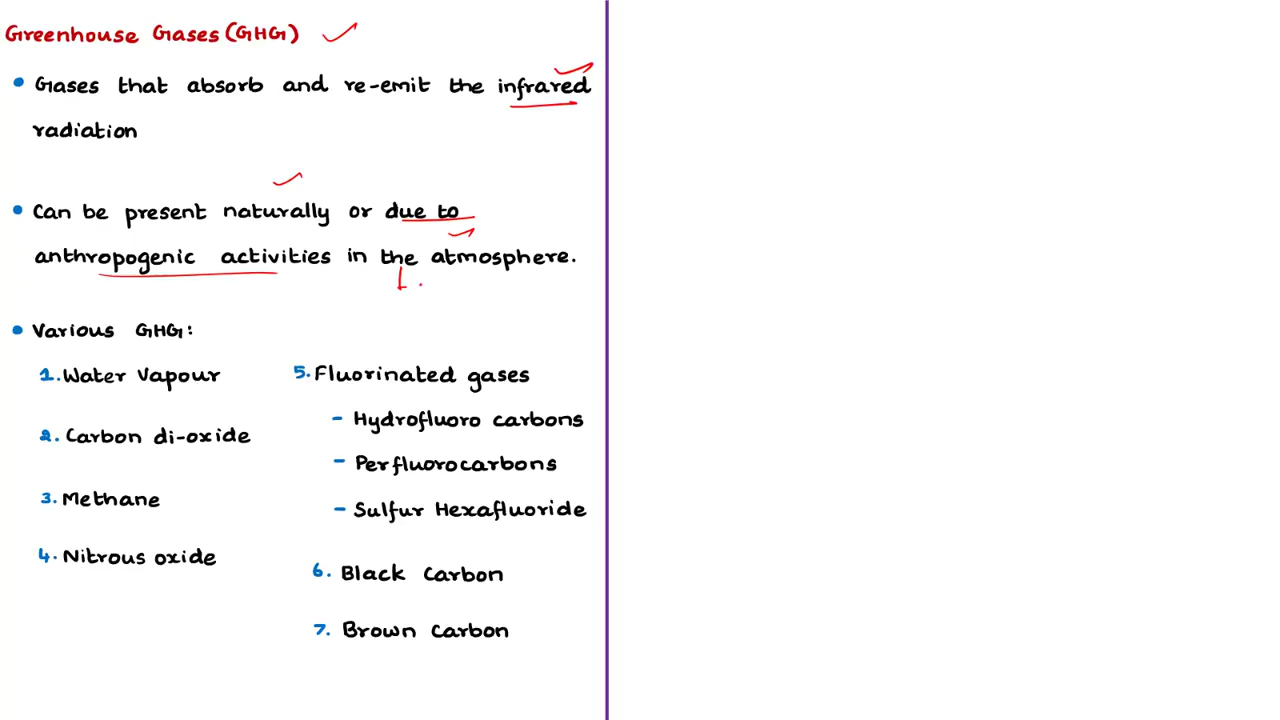 Greenhouse Gases (GHG)
• Gases that absorb and re-emit the infrared
radiation
• Can be present naturally or due to
anthropogenic activities in the atmosphere.
• Various GHG:
1. Water Vapour
2. Carbon di-oxide
3. Methane
4. Nitrous oxide
5. Fluorinated gases
- Hydrofluoro carbons
- Perfluorocarbons
- Sulfur Hexafluoride
6. Black Carbon
7. Brown Carbon